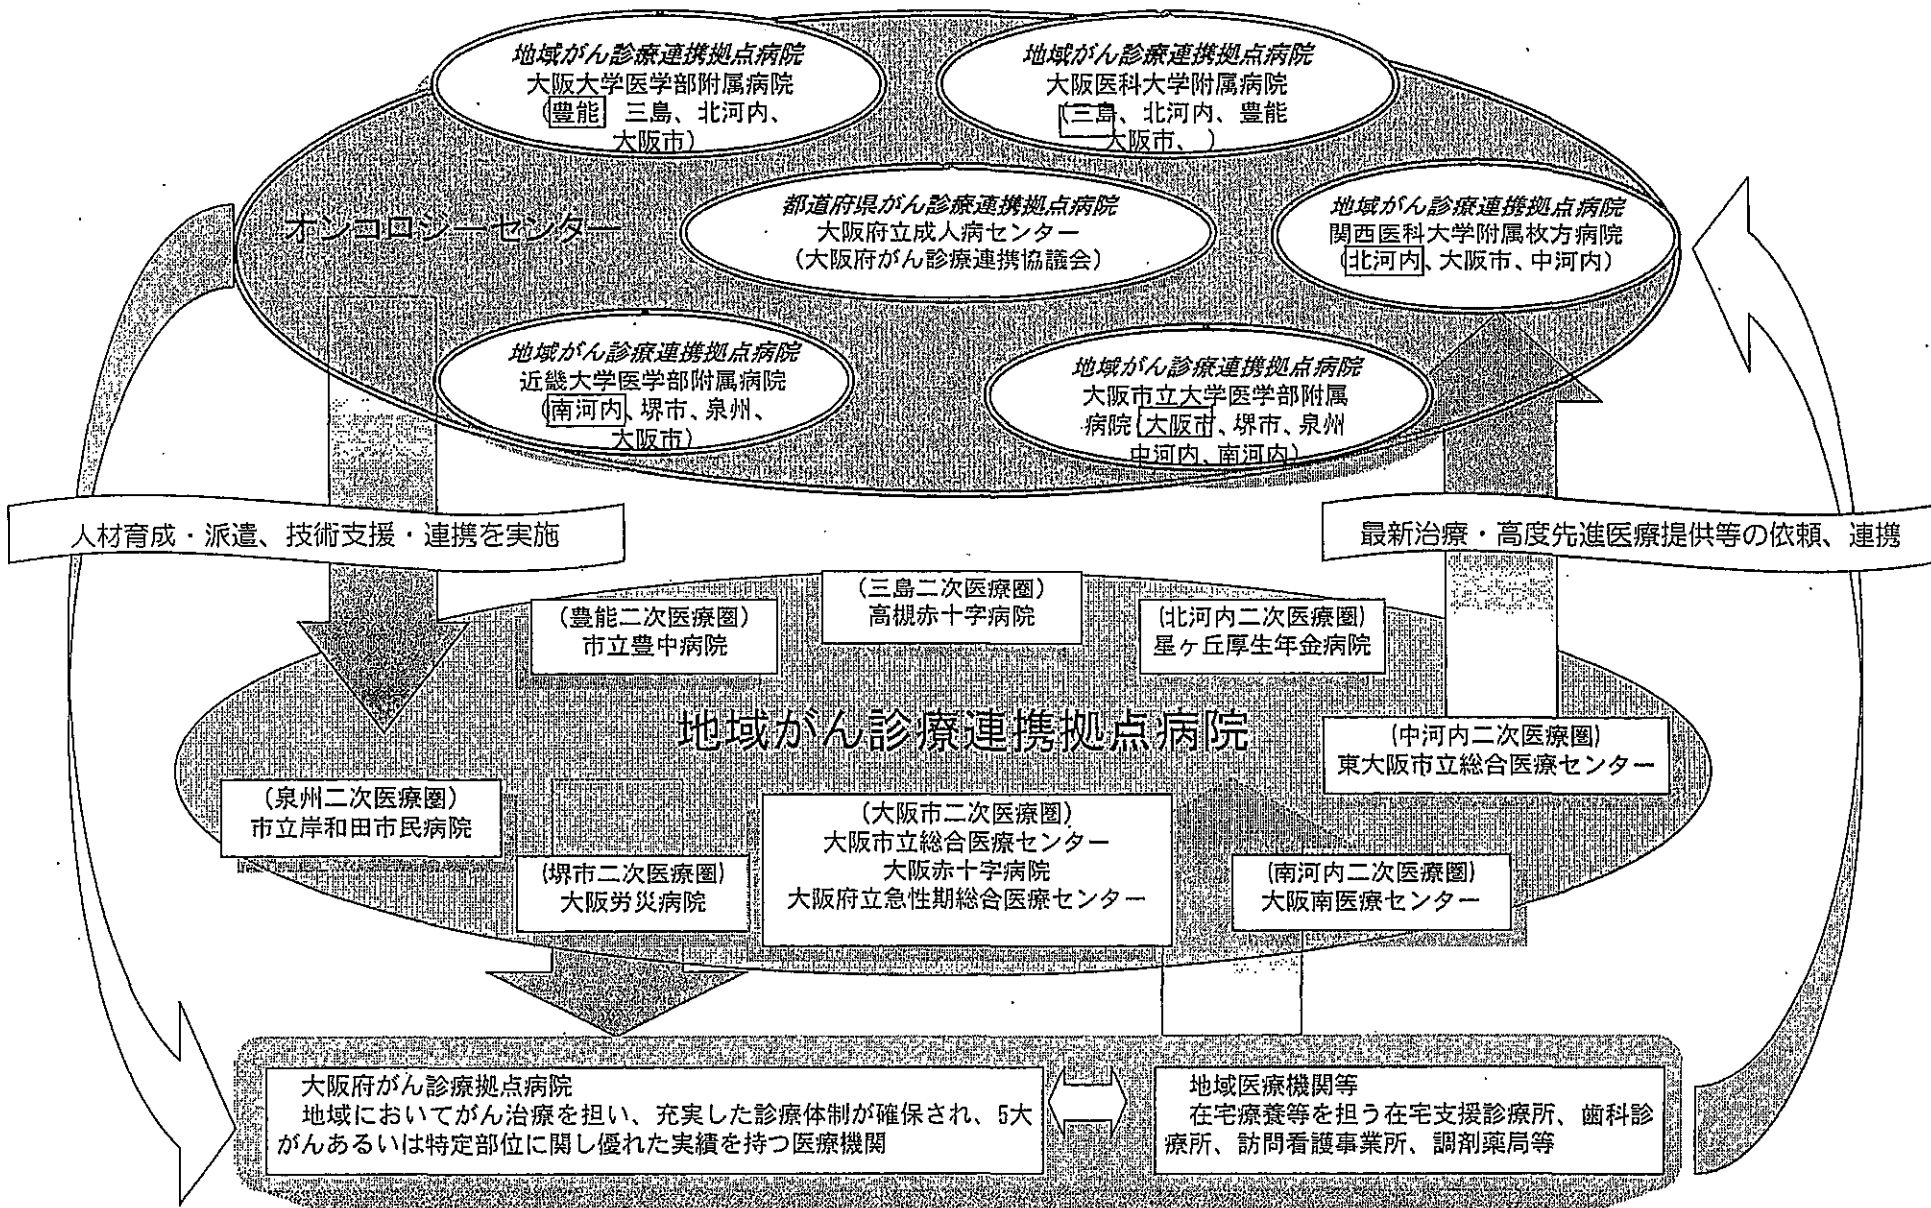 地域がん診療連携拠点病院
大阪大学医学部附属病院
(豊能 三島、北河内、
大阪市)
地域がん診療連携拠点病院
大阪医科大学附属病院
(三島、北河内、豊能
大阪市、 )
オンコロジーセンター
都道府県がん診療連携拠点病院
大阪府立成人病センター
(大阪府がん診療連携協議会)
地域がん診療連携拠点病院
関西医科大学附属枚方病院
(北河内、大阪市、中河内)
地域がん診療連携拠点病院
近畿大学医学部附属病院
(南河内、堺市、泉州、
大阪市)
地域がん診療連携拠点病院
大阪市立大学医学部附属
病院(大阪市、堺市、泉州
中河内、南河内)
人材育成・派遣、技術支援・連携を実施
最新治療・高度先進医療提供等の依頼、連携
(豊能二次医療圏)
市立豊中病院
(三島二次医療圏)
高槻赤十字病院
(北河内二次医療圏)
星ヶ丘厚生年金病院
地域がん診療連携拠点病院
(中河内二次医療圏)
東大阪市立総合医療センター
(泉州二次医療圏)
市立岸和田市民病院
(堺市二次医療圏)
大阪労災病院
(大阪市二次医療圏)
大阪市立総合医療センター
大阪赤十字病院
大阪府立急性期総合医療センター
(南河内二次医療圏)
大阪南医療センター
大阪府がん診療拠点病院
地域においてがん治療を担い、充実した診療体制が確保され、5大
がんあるいは特定部位に関し優れた実績を持つ医療機関
地域医療機関等
在宅療養等を担う在宅支援診療所、歯科診
療所、訪問看護事業所、調剤薬局等